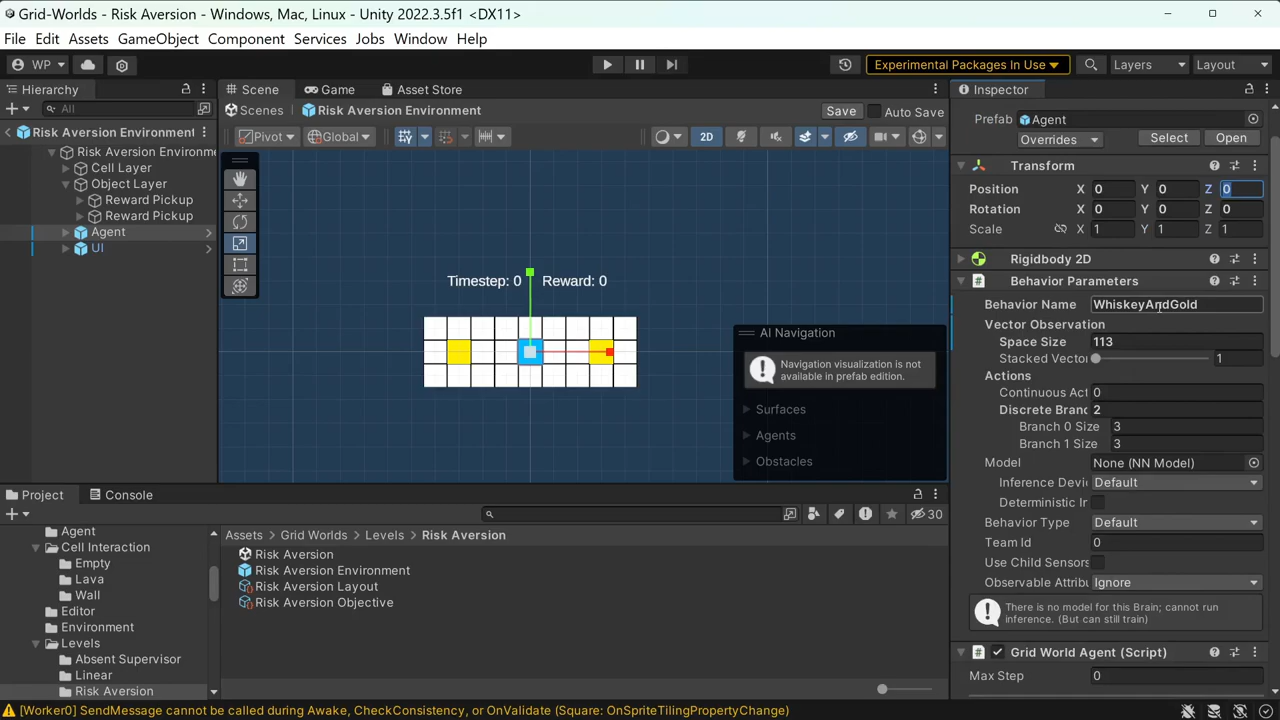 Grid-Worlds - Risk Aversion - Windows, Mac, Linux - Unity 2022.3.5f1 <DX11>
File Edit Assets GameObject Component Services Jobs Window Help
WP Experimental Packages In Use Layers Layout
Hierarchy
All
Risk Aversion Environment
Risk Aversion Environme
Cell Layer
Object Layer
Reward Pickup
Reward Pickup
Agent
UI
Scene Game Asset Store
Scenes Risk Aversion Environment Save Auto Save
Pivot Global 2D
Timestep: 0 Reward: 0
AI Navigation
Navigation visualization is not
available in prefab edition.
Surfaces
Agents
Obstacles
Inspector
Prefab Agent
Overrides Select Open
Transform
Position X 0 Y 0 Z 0
Rotation X 0 Y 0 Z 0
Scale X 1 Y 1 Z 1
Rigidbody 2D
Behavior Parameters
Behavior Name WhiskeyAndGold
Vector Observation
Space Size 113
Stacked Vector 1
Actions
Continuous Act 0
Discrete Branc 2
Branch 0 Size 3
Branch 1 Size 3
Model None (NN Model)
Inference Devi Default
Deterministic In
Behavior Type Default
Team Id 0
Use Child Sensors
Observable Attribu Ignore
There is no model for this Brain; cannot run
inference. (But can still train)
Grid World Agent (Script)
Max Step 0
Project Console
30
Agent
Cell Interaction
Empty
Lava
Wall
Editor
Environment
Levels
Absent Supervisor
Linear
Risk Aversion
Assets Grid Worlds Levels Risk Aversion
Risk Aversion
Risk Aversion Environment
Risk Aversion Layout
Risk Aversion Objective
[Worker0] SendMessage cannot be called during Awake, CheckConsistency, or OnValidate (Square: OnSpriteTilingPropertyChange)